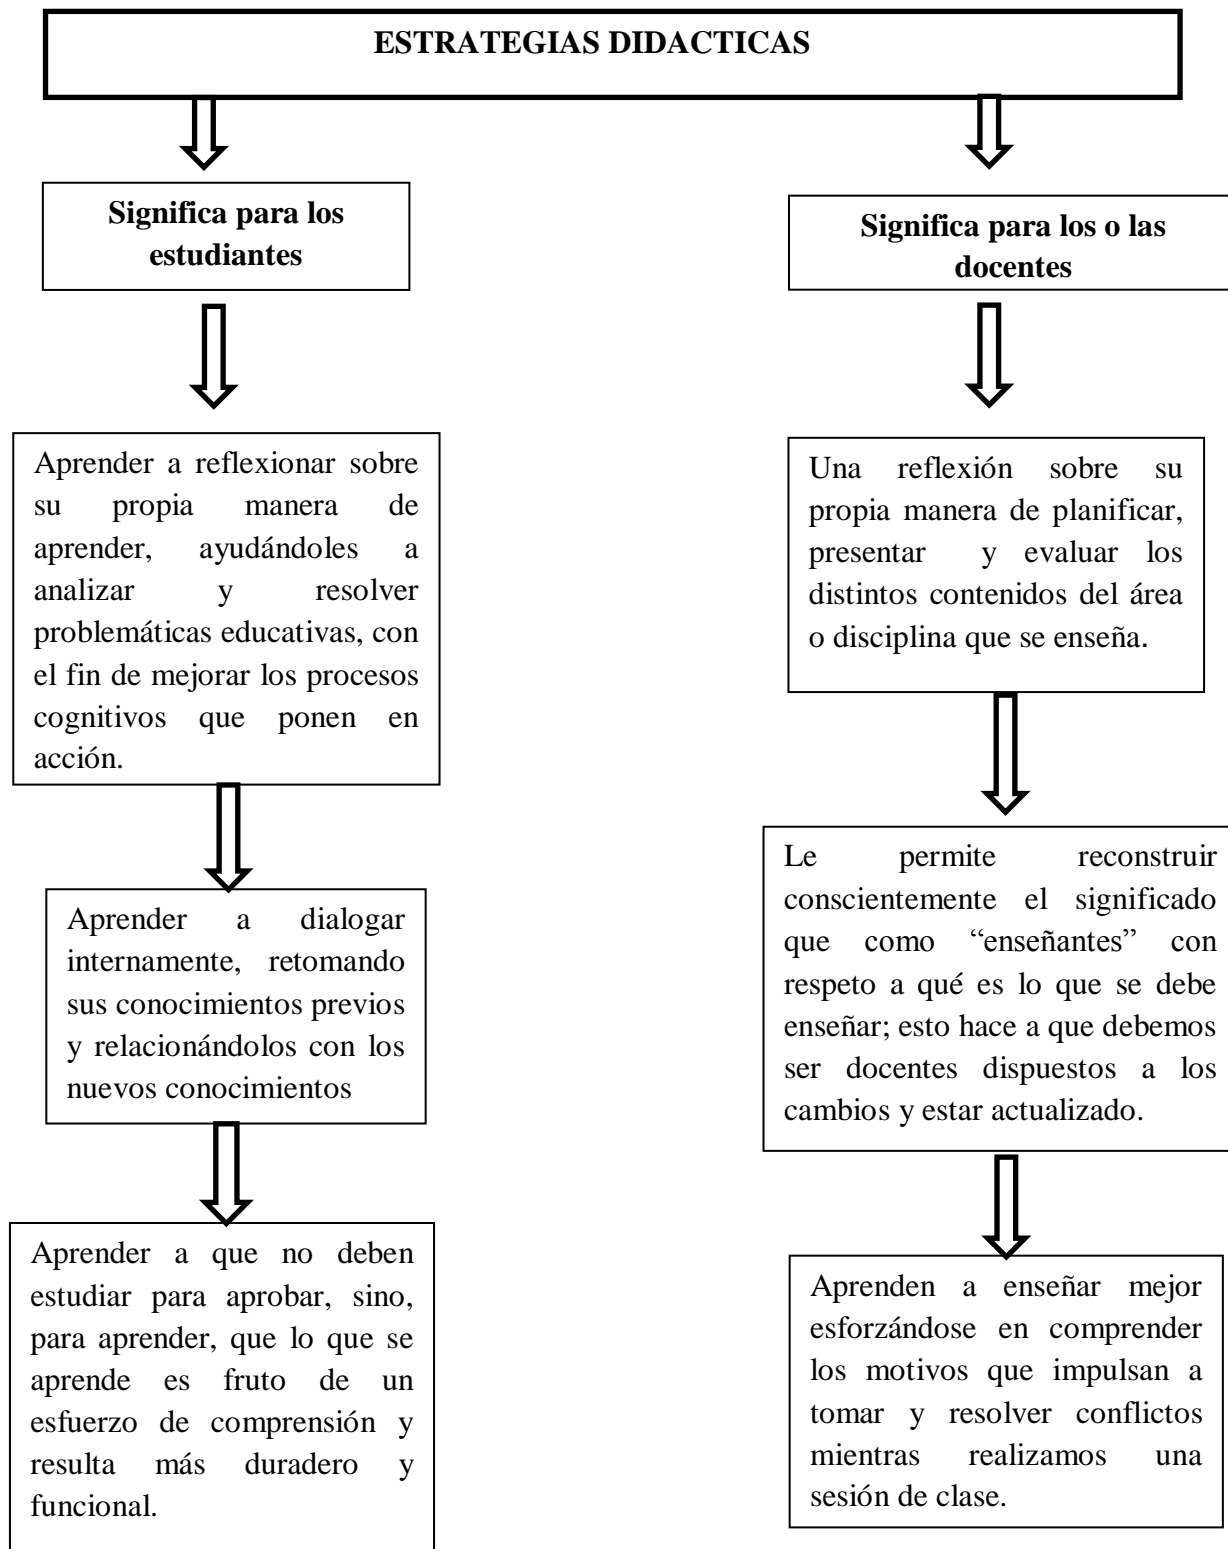 ESTRATEGIAS DIDACTICAS
Significa para los
estudiantes
Aprender a reflexionar sobre
su propia manera de
aprender, ayudándoles a
analizar y resolver
problemáticas educativas, con
el fin de mejorar los procesos
cognitivos que ponen en
acción.
Aprender a dialogar
internamente, retomando
sus conocimientos previos
y relacionándolos con los
nuevos conocimientos
Aprender a que no deben
estudiar para aprobar, sino,
para aprender, que lo que se
aprende es fruto de un
esfuerzo de comprensión y
resulta más duradero y
funcional.
Significa para los o las
docentes
Una reflexión sobre su
propia manera de planificar,
presentar y evaluar los
distintos contenidos del área
o disciplina que se enseña.
Le permite reconstruir
conscientemente el significado
que como “enseñantes” con
respeto a qué es lo que se debe
enseñar; esto hace a que debemos
ser docentes dispuestos a los
cambios y estar actualizado.
Aprenden a enseñar mejor
esforzándose en comprender
los motivos que impulsan a
tomar y resolver conflictos
mientras realizamos una
sesión de clase.